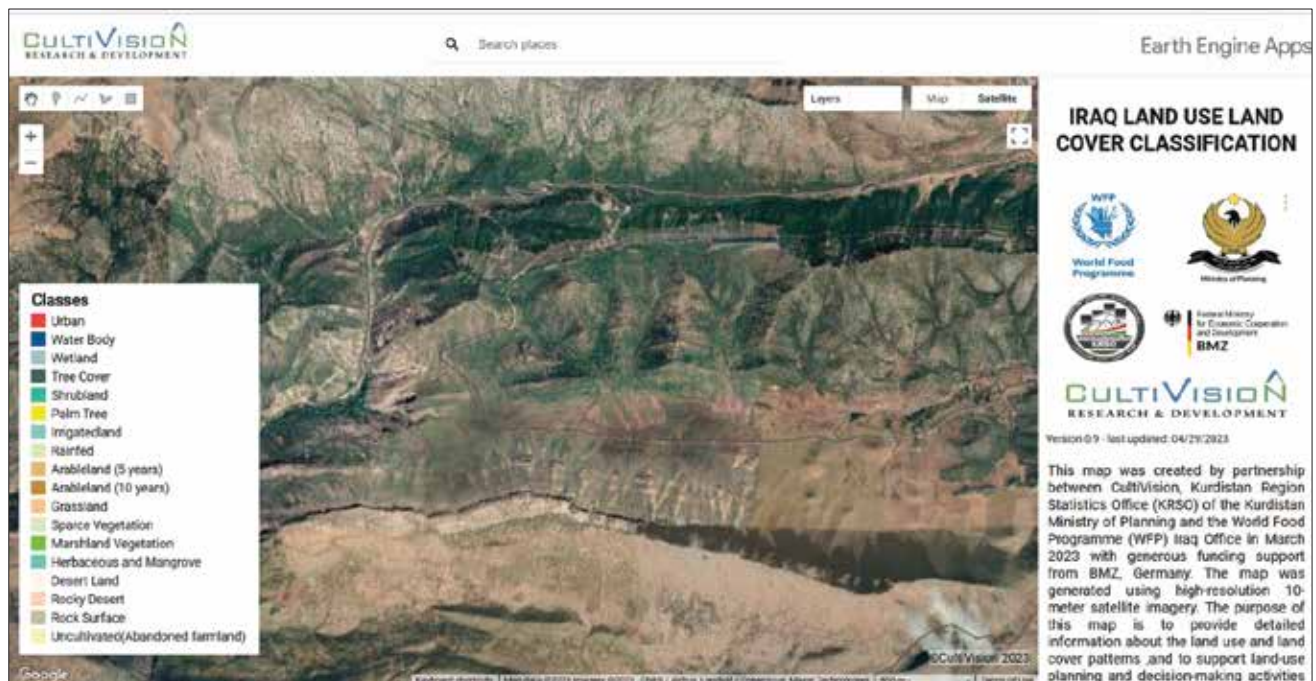 CULTIVISION
RESEARCH & DEVELOPMENT
Search places
Earth Engine Apps
Layers
Map
Satellite
+
−
Classes
Urban
Water Body
Wetland
Tree Cover
Shrubland
Palm Tree
Irrigatedland
Rainfed
Arableland (5 years)
Arableland (10 years)
Grassland
Sparce Vegetation
Marshland Vegetation
Herbaceous and Mangrove
Desert Land
Rocky Desert
Rock Surface
Uncultivated(Abandoned farmland)
Google
©CultiVision 2023
Keyboard shortcuts
Terms of Use
IRAQ LAND USE LAND
COVER CLASSIFICATION
WFP
World Food
Programme
Ministry of Planning
KRSO
Federal Ministry
for Economic Cooperation
and Development
BMZ
CULTIVISION
RESEARCH & DEVELOPMENT
Version 0.9 - last updated: 04/29/2023
This map was created by partnership
between CultiVision, Kurdistan Region
Statistics Office (KRSO) of the Kurdistan
Ministry of Planning and the World Food
Programme (WFP) Iraq Office in March
2023 with generous funding support
from BMZ, Germany. The map was
generated using high-resolution 10-
meter satellite imagery. The purpose of
this map is to provide detailed
information about the land use and land
cover patterns ,and to support land-use
planning and decision-making activities